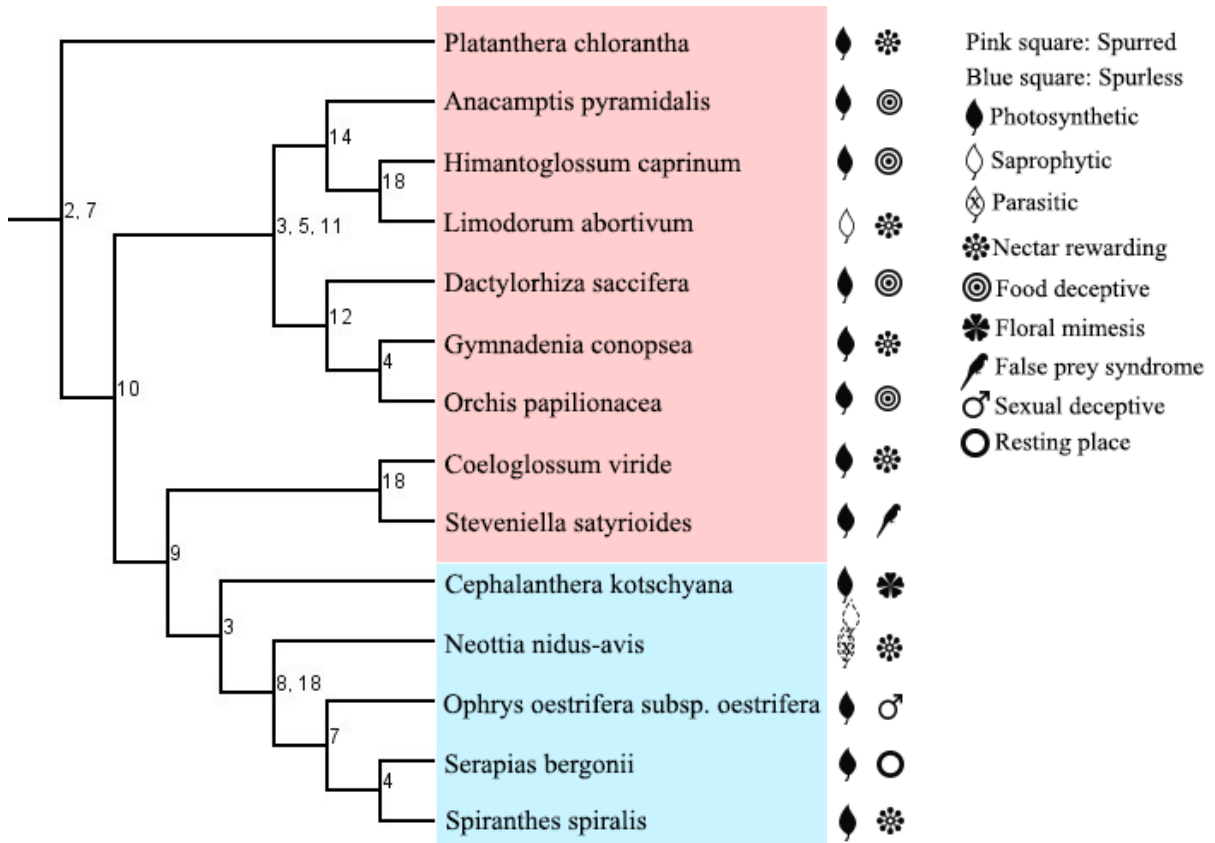 Platanthera chlorantha
Anacamptis pyramidalis
Himantoglossum caprinum
Limodorum abortivum
Dactylorhiza saccifera
Gymnadenia conopsea
Orchis papilionacea
Coeloglossum viride
Steveniella satyrioides
Cephalanthera kotschyana
Neottia nidus-avis
Ophrys oestrifera subsp. oestrifera
Serapias bergonii
Spiranthes spiralis
2, 7
14
18
3, 5, 11
12
4
10
18
9
3
8, 18
7
4
Pink square: Spurred
Blue square: Spurless
Photosynthetic
Saprophytic
Parasitic
Nectar rewarding
Food deceptive
Floral mimesis
False prey syndrome
Sexual deceptive
Resting place